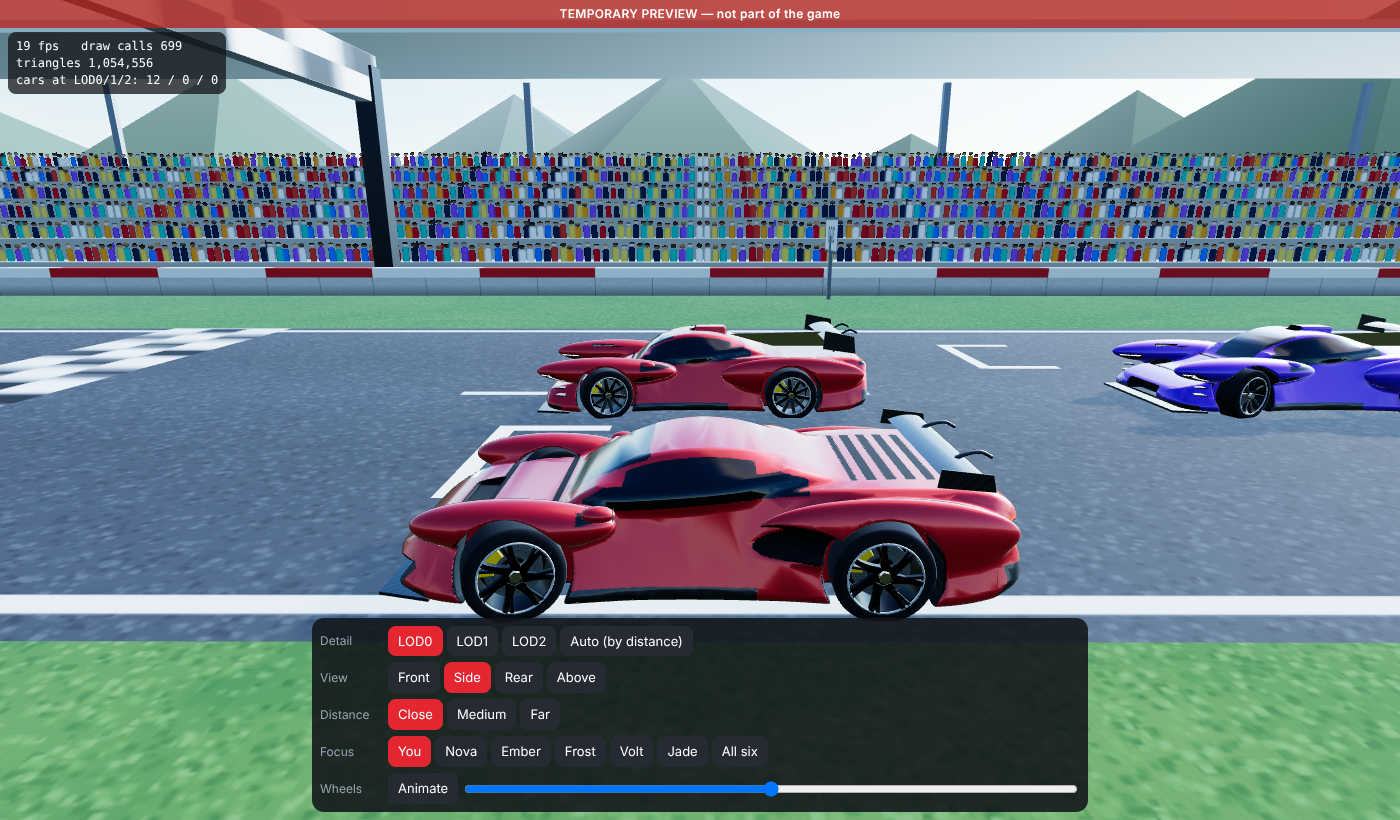 TEMPORARY PREVIEW — not part of the game
19 fps   draw calls 699
triangles 1,054,556
cars at LOD0/1/2: 12 / 0 / 0
Detail LOD0 LOD1 LOD2 Auto (by distance)
View Front Side Rear Above
Distance Close Medium Far
Focus You Nova Ember Frost Volt Jade All six
Wheels Animate